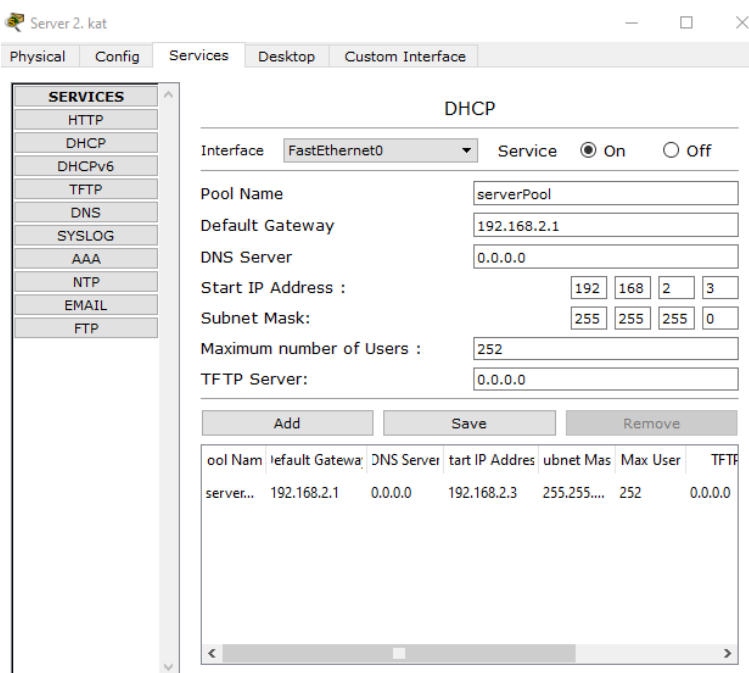 Server 2. kat
Physical Config Services Desktop Custom Interface
SERVICES
HTTP
DHCP
DHCPv6
TFTP
DNS
SYSLOG
AAA
NTP
EMAIL
FTP
DHCP
Interface FastEthernet0 Service On Off
Pool Name serverPool
Default Gateway 192.168.2.1
DNS Server 0.0.0.0
Start IP Address : 192 168 2 3
Subnet Mask: 255 255 255 0
Maximum number of Users : 252
TFTP Server: 0.0.0.0
Add Save Remove
ool Nam efault Gateway DNS Server tart IP Addres ubnet Mas Max User TFTP
server... 192.168.2.1 0.0.0.0 192.168.2.3 255.255.... 252 0.0.0.0